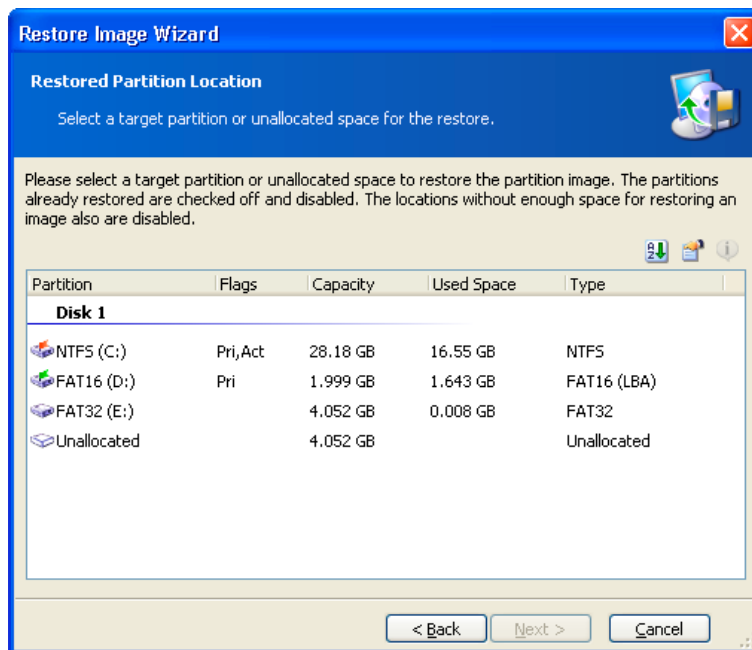 Restore Image Wizard
Restored Partition Location
Select a target partition or unallocated space for the restore.
Please select a target partition or unallocated space to restore the partition image. The partitions
already restored are checked off and disabled. The locations without enough space for restoring an
image also are disabled.
Partition Flags Capacity Used Space Type
Disk 1
NTFS (C:) Pri,Act 28.18 GB 16.55 GB NTFS
FAT16 (D:) Pri 1.999 GB 1.643 GB FAT16 (LBA)
FAT32 (E:) 4.052 GB 0.008 GB FAT32
Unallocated 4.052 GB Unallocated
< Back Next > Cancel